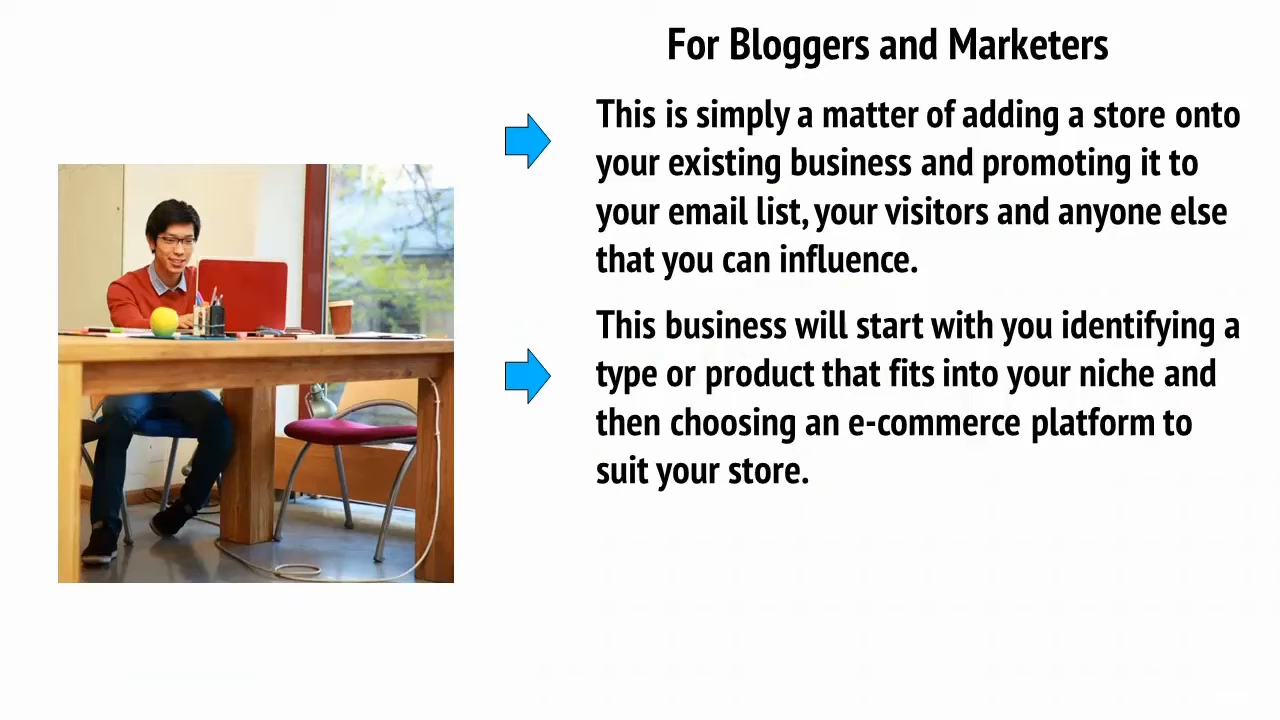 For Bloggers and Marketers
This is simply a matter of adding a store onto
your existing business and promoting it to
your email list, your visitors and anyone else
that you can influence.
This business will start with you identifying a
type or product that fits into your niche and
then choosing an e-commerce platform to
suit your store.